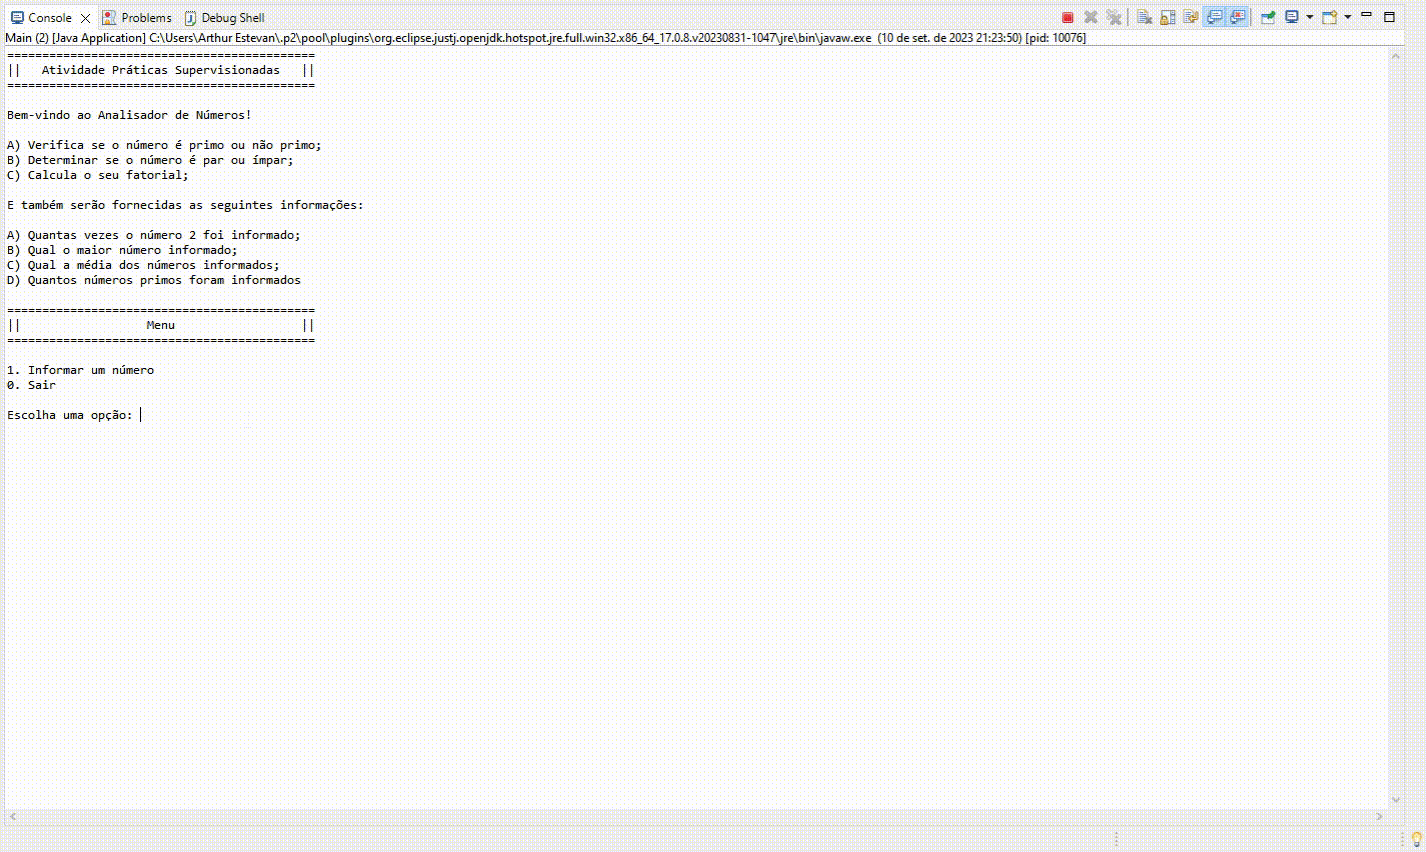 Console Problems Debug Shell
Main (2) [Java Application] C:\Users\Arthur Estevan\.p2\pool\plugins\org.eclipse.justj.openjdk.hotspot.jre.full.win32.x86_64_17.0.8.v20230831-1047\jre\bin\javaw.exe (10 de set. de 2023 21:23:50) [pid: 10076]
============================================
||   Atividade Práticas Supervisionadas   ||
============================================
Bem-vindo ao Analisador de Números!
A) Verifica se o número é primo ou não primo;
B) Determinar se o número é par ou ímpar;
C) Calcula o seu fatorial;
E também serão fornecidas as seguintes informações:
A) Quantas vezes o número 2 foi informado;
B) Qual o maior número informado;
C) Qual a média dos números informados;
D) Quantos números primos foram informados
============================================
||                  Menu                  ||
============================================
1. Informar um número
0. Sair
Escolha uma opção: